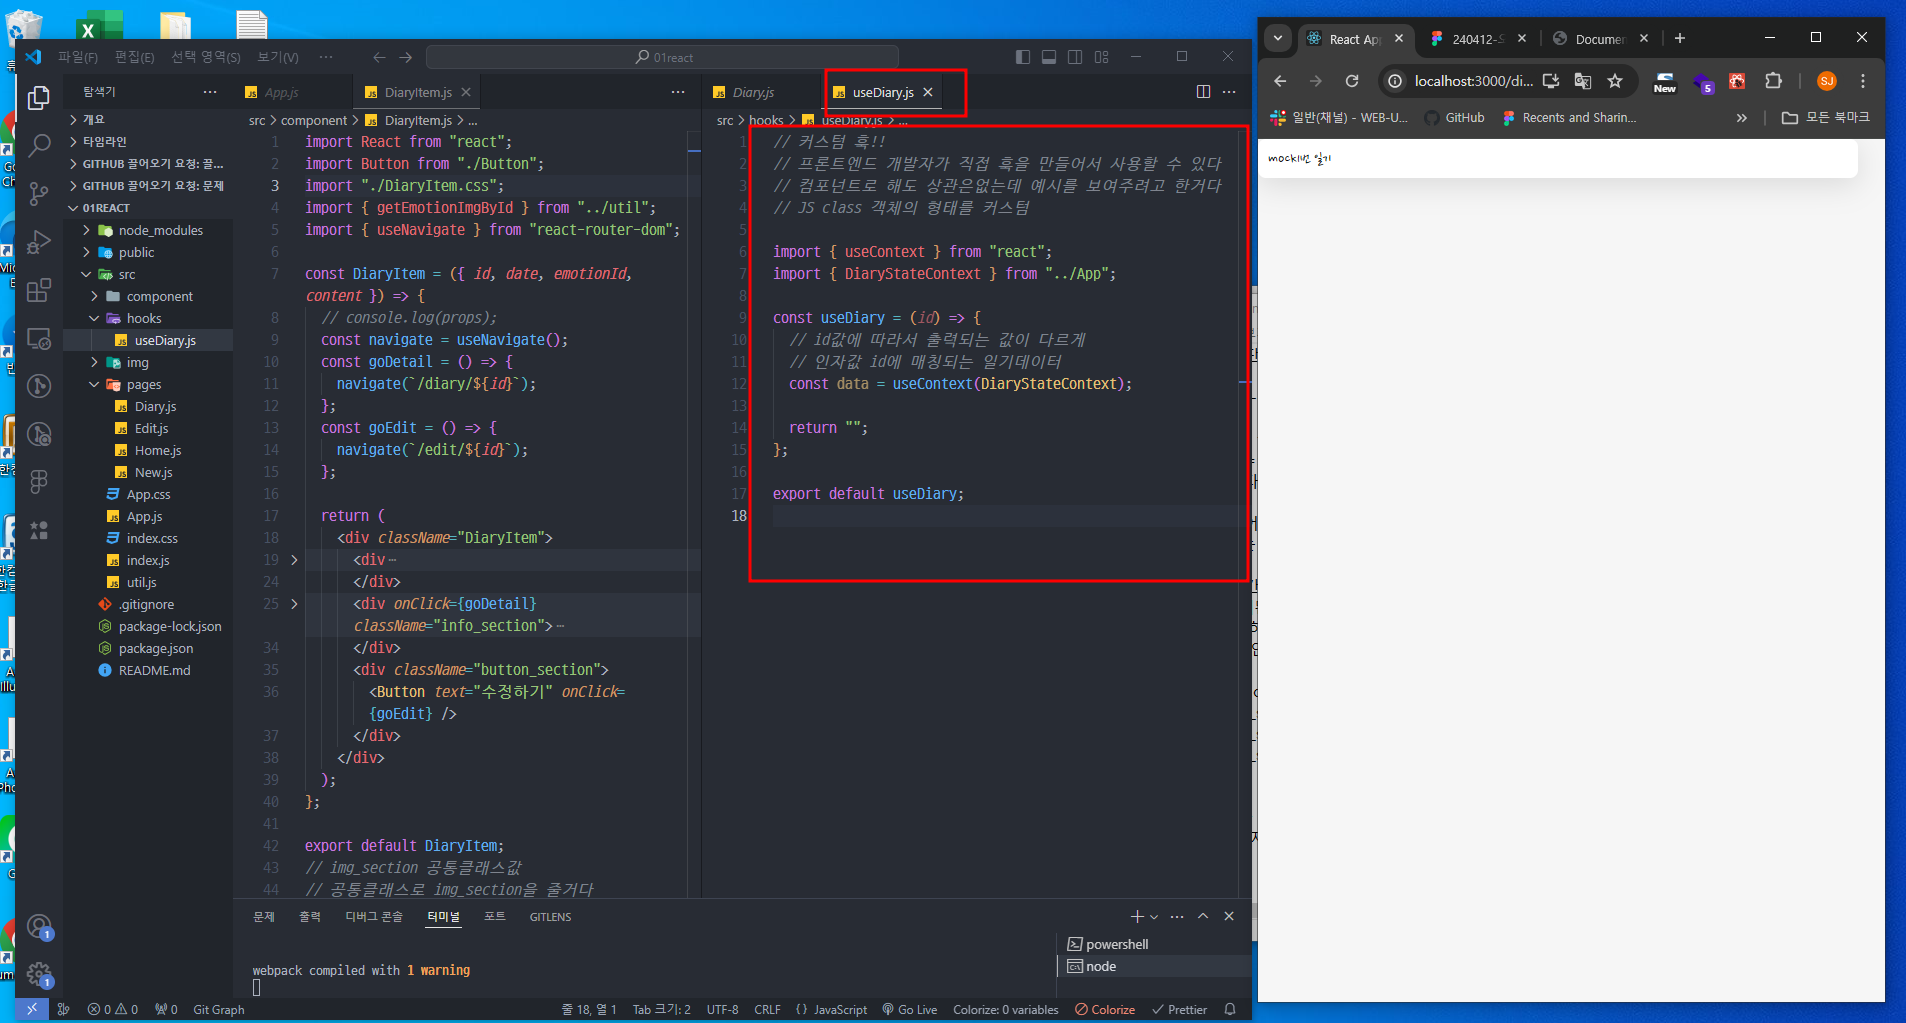 파일(F) 편집(E) 선택 영역(S) 보기(V) ···
01react
탐색기
개요
타임라인
GITHUB 끌어오기 요청: 끌...
GITHUB 끌어오기 요청: 문제
01REACT
node_modules
public
src
component
hooks
useDiary.js
img
pages
Diary.js
Edit.js
Home.js
New.js
App.css
App.js
index.css
index.js
util.js
.gitignore
package-lock.json
package.json
README.md
App.js DiaryItem.js
src > component > DiaryItem.js > ...
1 import React from "react";
2 import Button from "./Button";
3 import "./DiaryItem.css";
4 import { getEmotionImgById } from "../util";
5 import { useNavigate } from "react-router-dom";
6
7 const DiaryItem = ({ id, date, emotionId,
content }) => {
8 // console.log(props);
9 const navigate = useNavigate();
10 const goDetail = () => {
11 navigate(`/diary/${id}`);
12 };
13 const goEdit = () => {
14 navigate(`/edit/${id}`);
15 };
16
17 return (
18 <div className="DiaryItem">
19 <div ···
24 </div>
25 <div onClick={goDetail}
className="info_section"> ···
34 </div>
35 <div className="button_section">
36 <Button text="수정하기" onClick=
{goEdit} />
37 </div>
38 </div>
39 );
40 };
41
42 export default DiaryItem;
43 // img_section 공통클래스값
44 // 공통클래스로 img_section을 줄거다
Diary.js useDiary.js
src > hooks > useDiary.js > ...
1 // 커스텀 훅!!
2 // 프론트엔드 개발자가 직접 훅을 만들어서 사용할 수 있다
3 // 컴포넌트로 해도 상관은없는데 예시를 보여주려고 한거다
4 // JS class 객체의 형태를 커스텀
5
6 import { useContext } from "react";
7 import { DiaryStateContext } from "../App";
8
9 const useDiary = (id) => {
10 // id값에 따라서 출력되는 값이 다르게
11 // 인자값 id에 매칭되는 일기데이터
12 const data = useContext(DiaryStateContext);
13
14 return "";
15 };
16
17 export default useDiary;
18
문제 출력 디버그 콘솔 터미널 포트 GITLENS
webpack compiled with 1 warning
powershell
node
0 0 0 Git Graph 줄 18, 열 1 Tab 크기: 2 UTF-8 CRLF {} JavaScript Go Live Colorize: 0 variables Colorize Prettier
React Ap 240412-S Documen
localhost:3000/di... New 5 SJ
일반(채널) - WEB-U... GitHub Recents and Sharin... » 모든 북마크
mock1번 일기